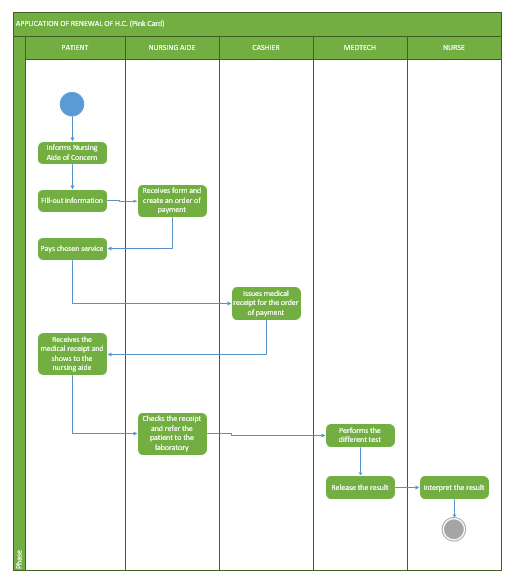 APPLICATION OF RENEWAL OF H.C. (Pink Card)
PATIENT
NURSING AIDE
CASHIER
MEDTECH
NURSE
Informs Nursing
Aide of Concern
Fill-out information
Receives form and
create an order of
payment
Pays chosen service
Issues medical
receipt for the order
of payment
Receives the
medical receipt and
shows to the
nursing aide
Checks the receipt
and refer the
patient to the
laboratory
Performs the
different test
Release the result
Interpret the result
Phase